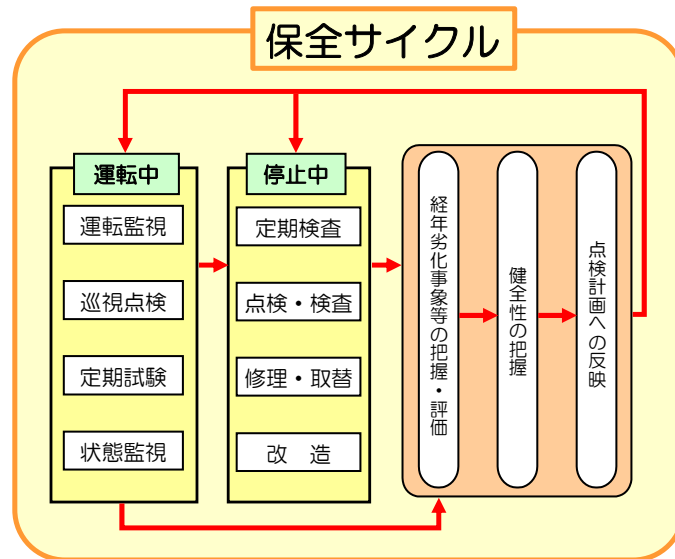 保全サイクル
運転中
運転監視
巡視点検
定期試験
状態監視
停止中
定期検査
点検・検査
修理・取替
改　造
経年劣化事象等の把握・評価
健全性の把握
点検計画への反映